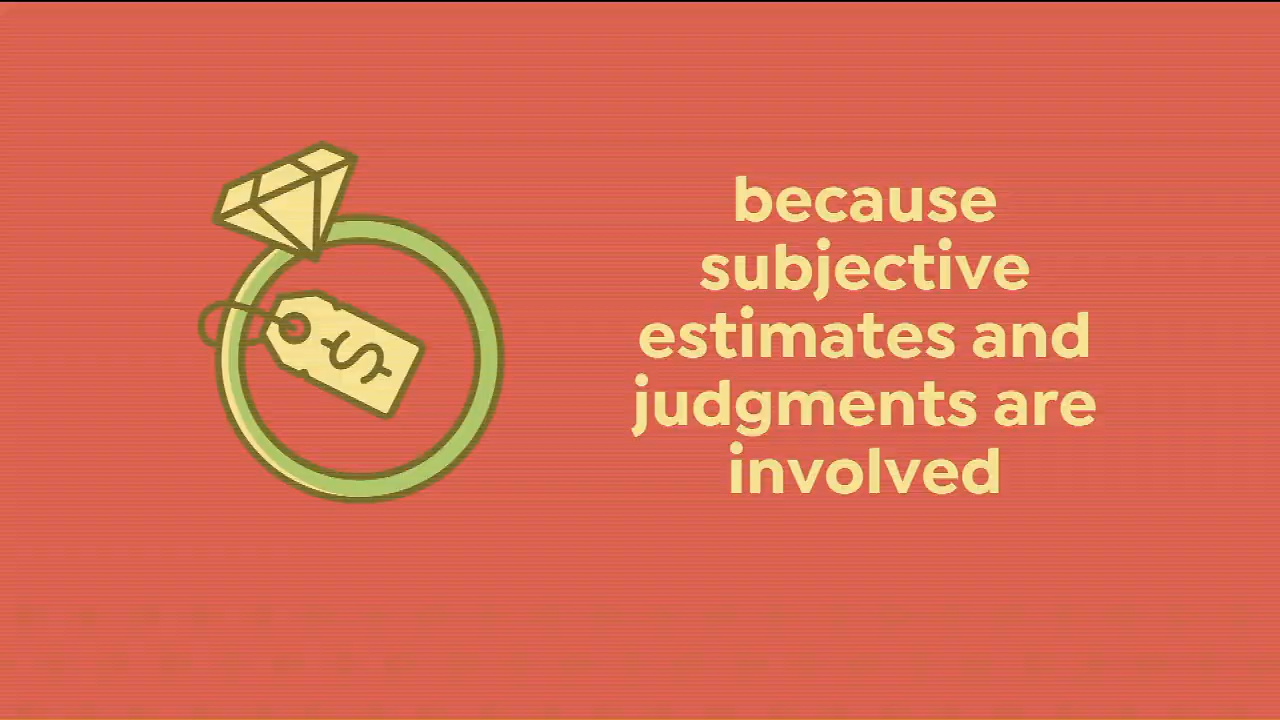 $
because
subjective
estimates and
judgments are
involved